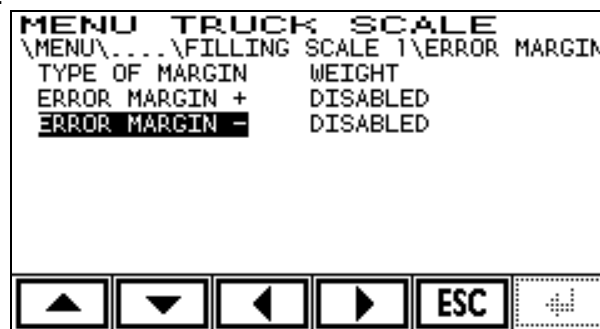 MENU TRUCK SCALE
\MENU\....\FILLING SCALE 1\ERROR MARGIN
TYPE OF MARGIN WEIGHT
ERROR MARGIN + DISABLED
ERROR MARGIN - DISABLED
ESC